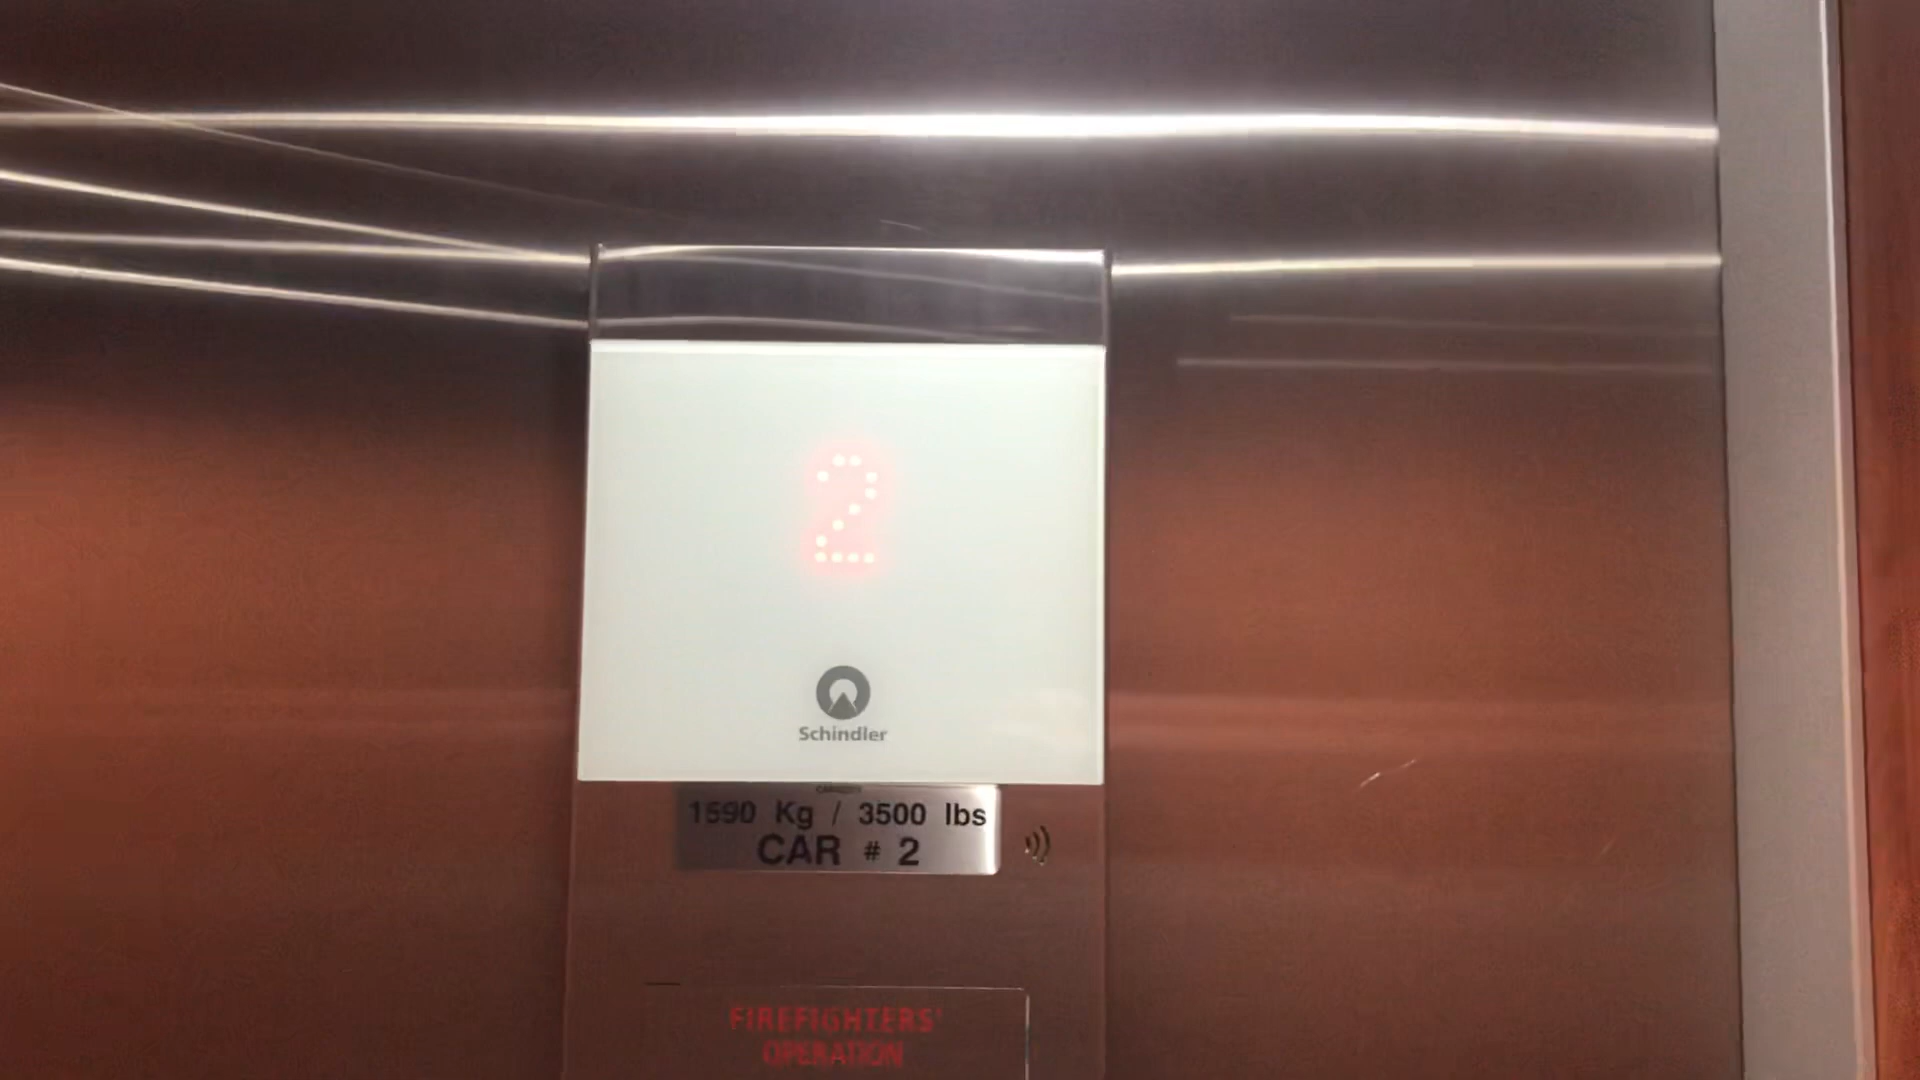 2
Schindler
1590 Kg / 3500 lbs
CAR # 2
FIREFIGHTERS'
OPERATION